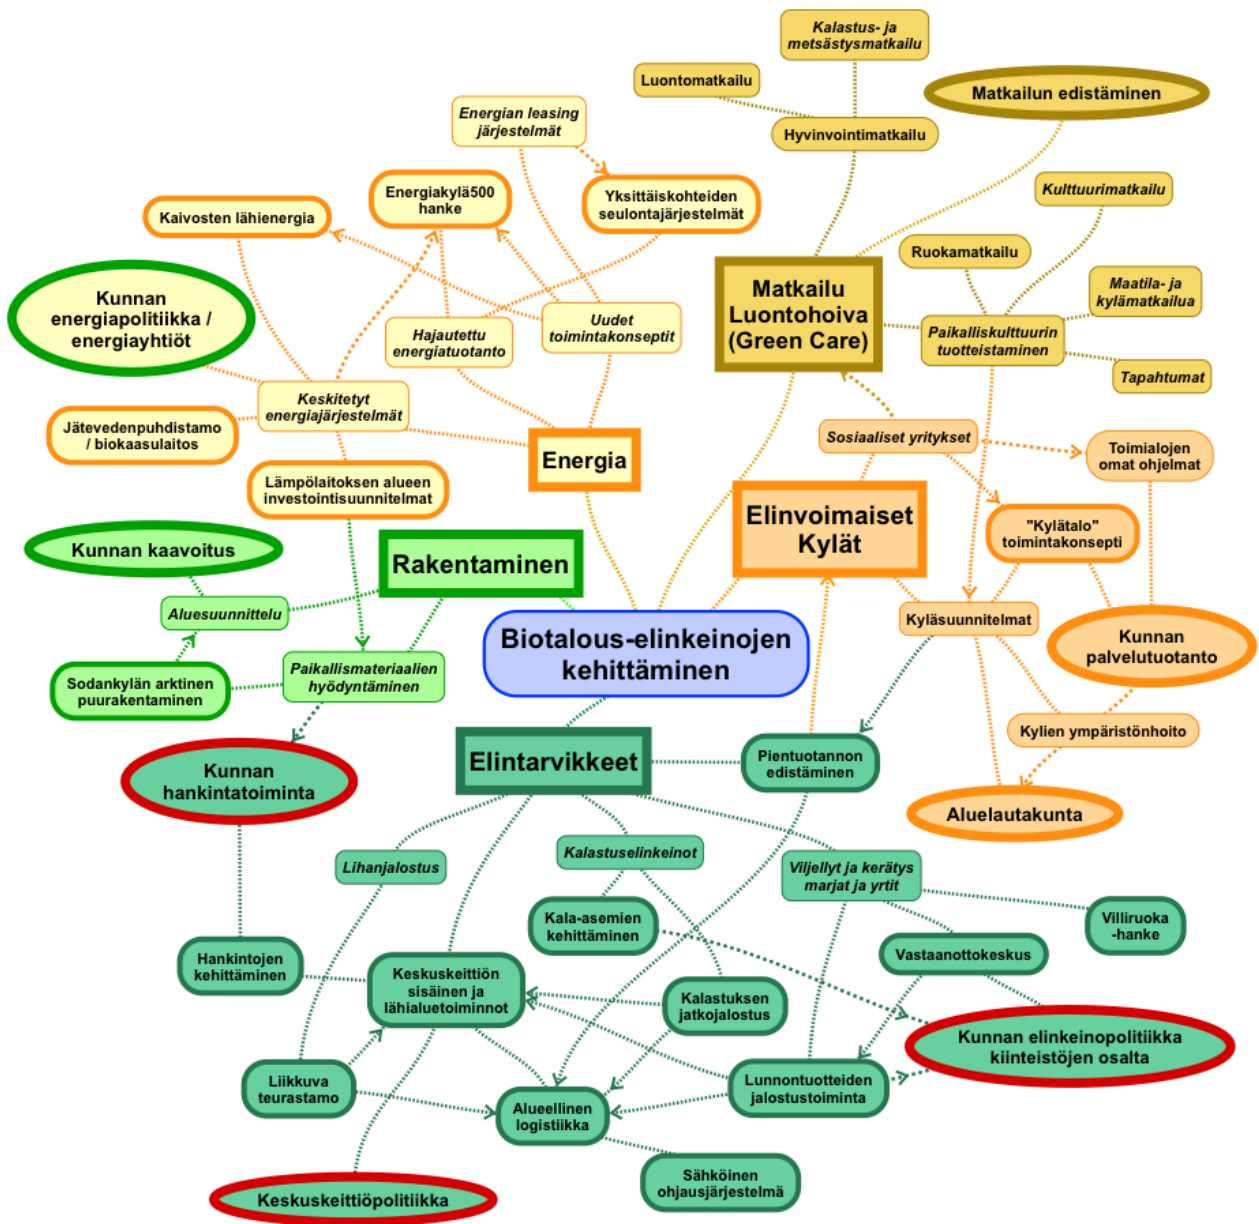 Kalastus- ja
metsästysmatkailu
Luontomatkailu
Matkailun edistäminen
Energian leasing
järjestelmät
Hyvinvointimatkailu
Energiakylä500
hanke
Yksittäiskohteiden
seulontajärjestelmät
Kulttuurimatkailu
Kaivosten lähienergia
Ruokamatkailu
Kunnan
energiapolitiikka /
energiayhtiöt
Matkailu
Luontohoiva
(Green Care)
Maatila- ja
kylämatkailua
Hajautettu
energiatuotanto
Uudet
toimintakonseptit
Paikalliskulttuurin
tuotteistaminen
Tapahtumat
Keskitetyt
energiajärjestelmät
Jätevedenpuhdistamo
/ biokaasulaitos
Sosiaaliset yritykset
Toimialojen
omat ohjelmat
Energia
Lämpölaitoksen alueen
investointisuunnitelmat
Elinvoimaiset
Kylät
"Kylätalo"
toimintakonsepti
Kunnan kaavoitus
Rakentaminen
Aluesuunnittelu
Kyläsuunnitelmat
Biotalous-elinkeinojen
kehittäminen
Kunnan
palvelutuotanto
Sodankylän arktinen
puurakentaminen
Paikallismateriaalien
hyödyntäminen
Kylien ympäristönhoito
Kunnan
hankintatoiminta
Elintarvikkeet
Pientuotannon
edistäminen
Aluelautakunta
Lihanjalostus
Kalastuselinkeinot
Viljellyt ja kerätys
marjat ja yrtit
Kala-asemien
kehittäminen
Villiruoka
-hanke
Hankintojen
kehittäminen
Keskuskeittiön
sisäinen ja
lähialuetoiminnot
Vastaanottokeskus
Kalastuksen
jatkojalostus
Kunnan elinkeinopolitiikka
kiinteistöjen osalta
Liikkuva
teurastamo
Lunnontuotteiden
jalostustoiminta
Alueellinen
logistiikka
Sähköinen
ohjausjärjestelmä
Keskuskeittiöpolitiikka